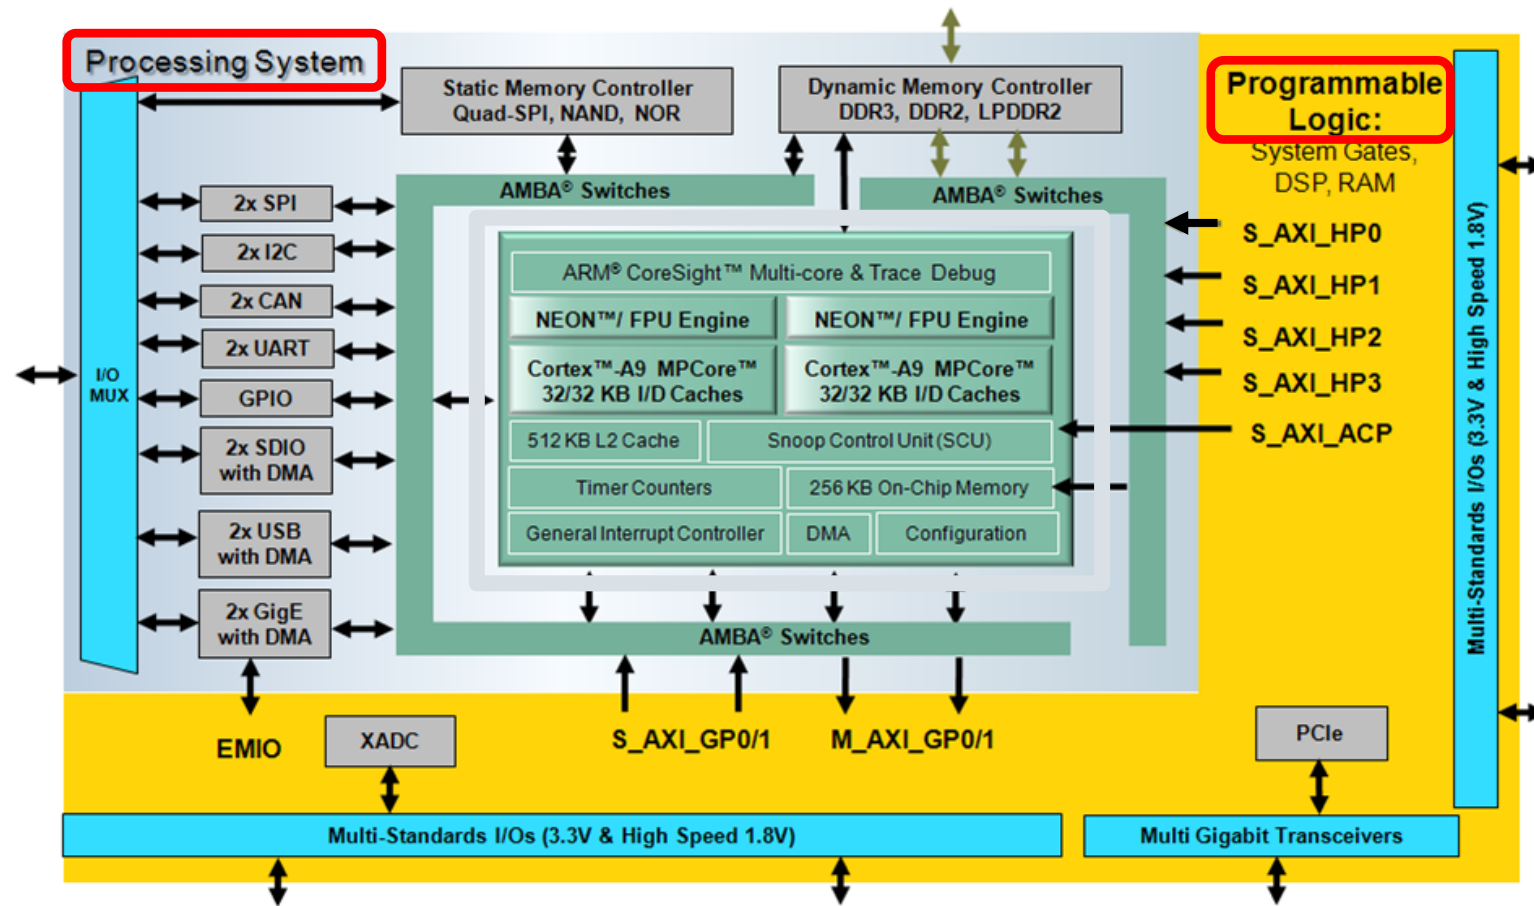 Processing System
Static Memory Controller
Quad-SPI, NAND, NOR
Dynamic Memory Controller
DDR3, DDR2, LPDDR2
Programmable
Logic:
System Gates,
DSP, RAM
AMBA® Switches
AMBA® Switches
2x SPI
2x I2C
2x CAN
2x UART
GPIO
2x SDIO
with DMA
2x USB
with DMA
2x GigE
with DMA
I/O
MUX
ARM® CoreSight™ Multi-core & Trace Debug
NEON™/ FPU Engine
NEON™/ FPU Engine
Cortex™-A9 MPCore™
32/32 KB I/D Caches
Cortex™-A9 MPCore™
32/32 KB I/D Caches
512 KB L2 Cache
Snoop Control Unit (SCU)
Timer Counters
256 KB On-Chip Memory
General Interrupt Controller
DMA
Configuration
S_AXI_HP0
S_AXI_HP1
S_AXI_HP2
S_AXI_HP3
S_AXI_ACP
Multi-Standards I/Os (3.3V & High Speed 1.8V)
AMBA® Switches
EMIO
XADC
S_AXI_GP0/1
M_AXI_GP0/1
PCIe
Multi-Standards I/Os (3.3V & High Speed 1.8V)
Multi Gigabit Transceivers